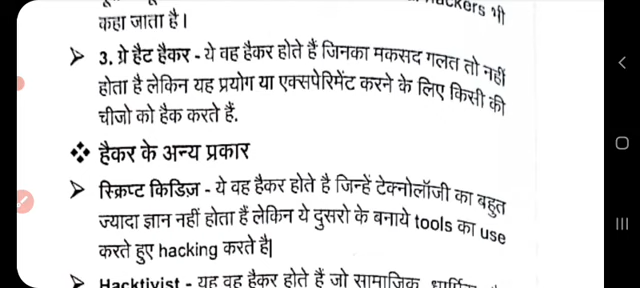 hackers भी
कहा जाता है।
➤ 3. ग्रे हैट हैकर - ये वह हैकर होते हैं जिनका मकसद गलत तो नहीं
होता है लेकिन यह प्रयोग या एक्सपेरिमेंट करने के लिए किसी की
चीजो को हैक करते हैं.
❖ हैकर के अन्य प्रकार
➤ स्क्रिप्ट किडिज़ - ये वह हैकर होते है जिन्हें टेक्नोलॉजी का बहुत
ज्यादा ज्ञान नहीं होता हैं लेकिन ये दुसरो के बनाये tools का use
करते हुए hacking करते है|
➤ Hacktivist - यह वह हैकर होते हैं जो सामाजिक, धार्मिक